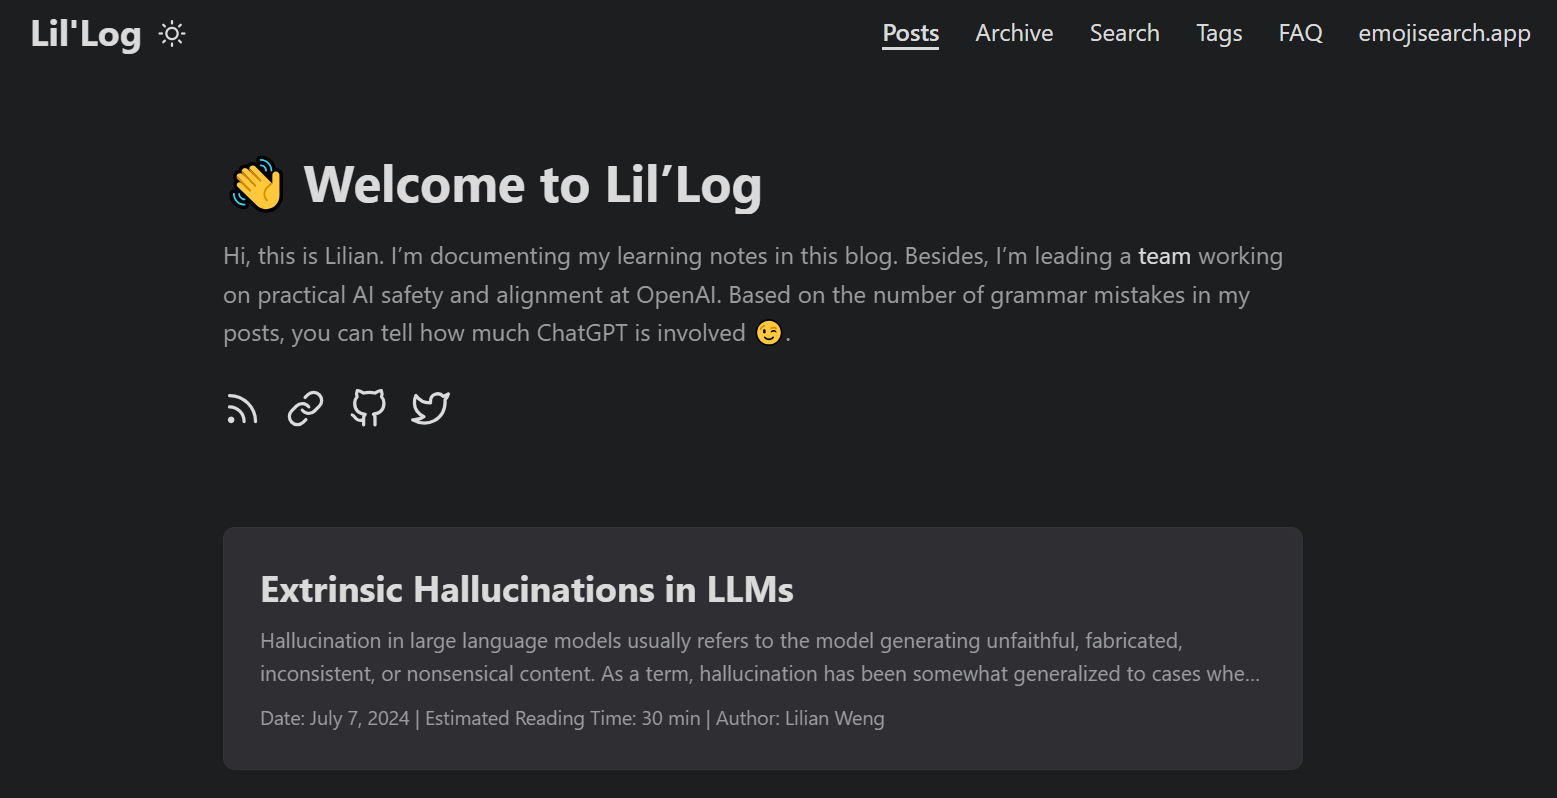 Lil'Log
Posts Archive Search Tags FAQ emojisearch.app
👋 Welcome to Lil’Log
Hi, this is Lilian. I’m documenting my learning notes in this blog. Besides, I’m leading a team working
on practical AI safety and alignment at OpenAI. Based on the number of grammar mistakes in my
posts, you can tell how much ChatGPT is involved 😉.
Extrinsic Hallucinations in LLMs
Hallucination in large language models usually refers to the model generating unfaithful, fabricated,
inconsistent, or nonsensical content. As a term, hallucination has been somewhat generalized to cases whe...
Date: July 7, 2024 | Estimated Reading Time: 30 min | Author: Lilian Weng